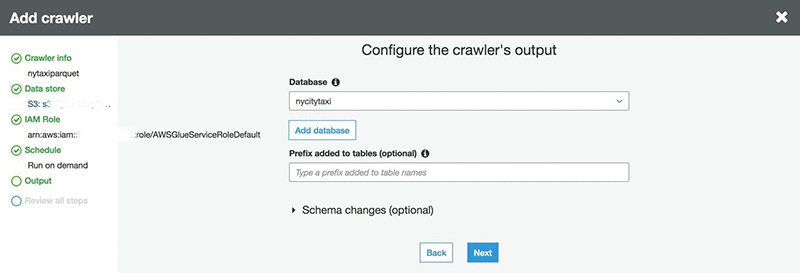 Add crawler
Configure the crawler's output
Crawler info
nytaxiparquet
Data store
S3: s3
IAM Role
arn:aws:iam:: :role/AWSGlueServiceRoleDefault
Schedule
Run on demand
Output
Review all steps
Database
nycitytaxi
Add database
Prefix added to tables (optional)
Type a prefix added to table names
Schema changes (optional)
Back
Next